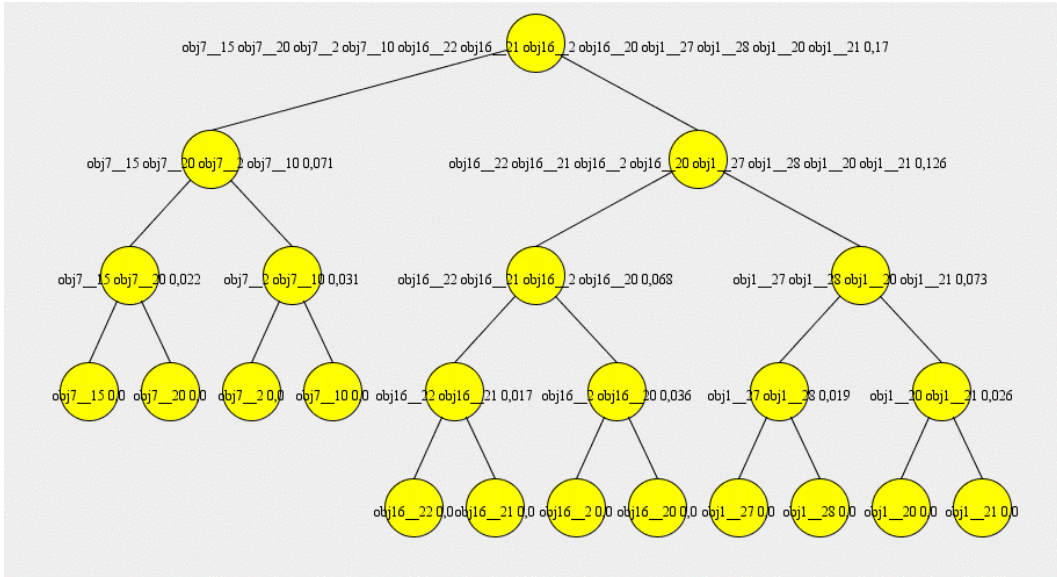 obj7__15 obj7__20 obj7__2 obj7__10 obj16__22 obj16__21 obj16__2 obj16__20 obj1__27 obj1__28 obj1__20 obj1__21 0,17
obj7__15 obj7__20 obj7__2 obj7__10 0,071
obj16__22 obj16__21 obj16__2 obj16__20 obj1__27 obj1__28 obj1__20 obj1__21 0,126
obj7__15 obj7__20 0,022
obj7__2 obj7__10 0,031
obj16__22 obj16__21 obj16__2 obj16__20 0,068
obj1__27 obj1__28 obj1__20 obj1__21 0,073
obj7__15 0,0
obj7__20 0,0
obj7__2 0,0
obj7__10 0,0
obj16__22 obj16__21 0,017
obj16__2 obj16__20 0,036
obj1__27 obj1__28 0,019
obj1__20 obj1__21 0,026
obj16__22 0,0
obj16__21 0,0
obj16__2 0,0
obj16__20 0,0
obj1__27 0,0
obj1__28 0,0
obj1__20 0,0
obj1__21 0,0